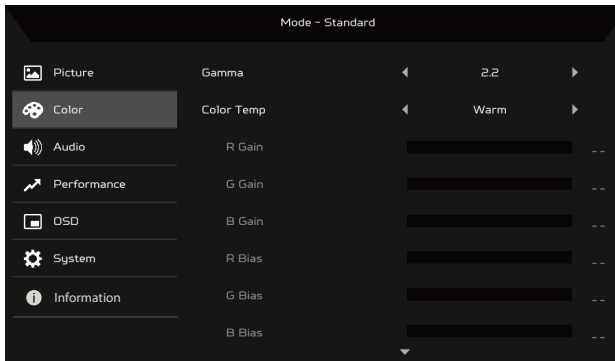 Mode - Standard
Picture
Gamma 2.2
Color
Color Temp Warm
Audio
R Gain --
Performance
G Gain --
OSD
B Gain --
System
R Bias --
Information
G Bias --
B Bias --